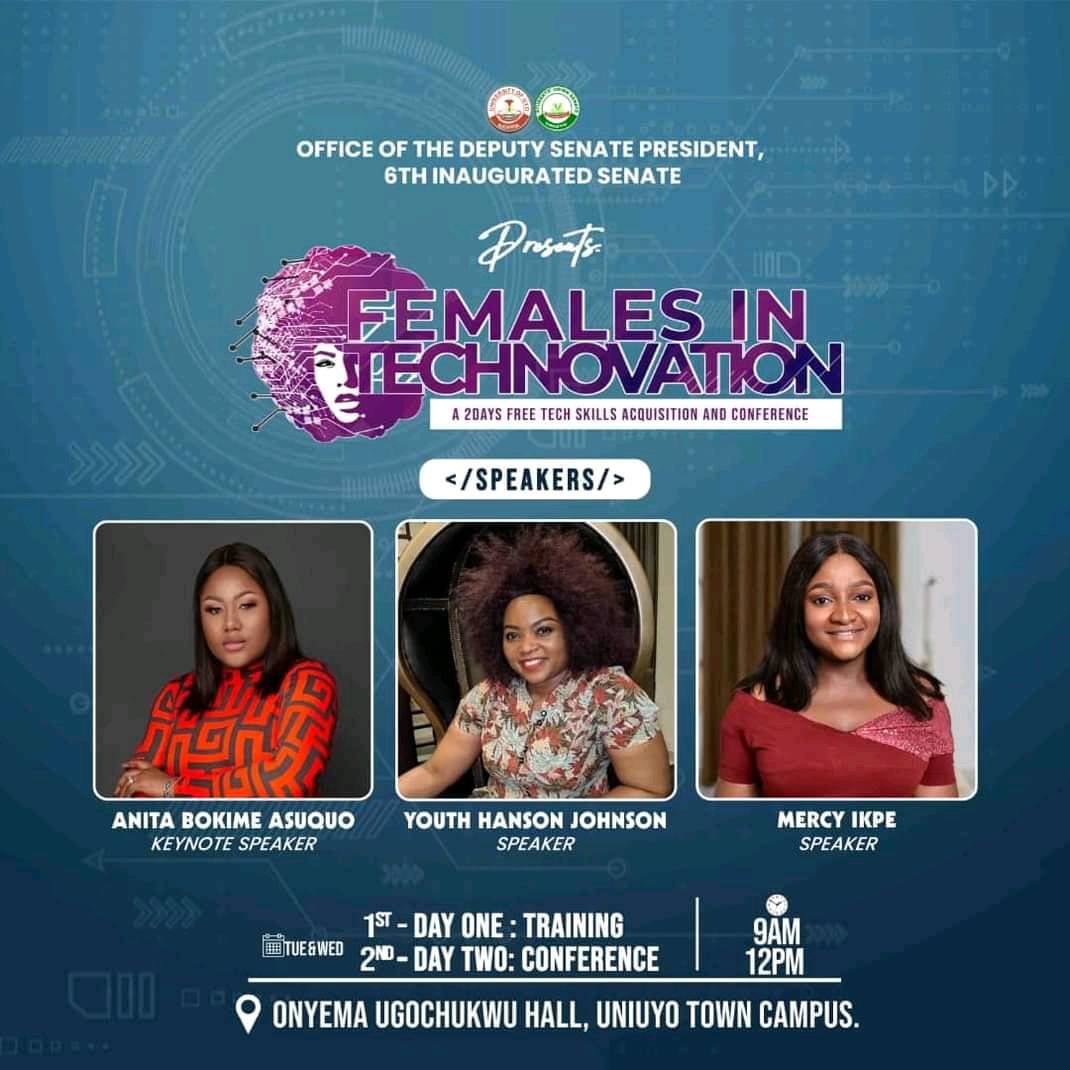 OFFICE OF THE DEPUTY SENATE PRESIDENT,
6TH INAUGURATED SENATE
Presents:
FEMALES IN
TECHNOVATION
A 2DAYS FREE TECH SKILLS ACQUISITION AND CONFERENCE
</SPEAKERS/>
ANITA BOKIME ASUQUO
KEYNOTE SPEAKER
YOUTH HANSON JOHNSON
SPEAKER
MERCY IKPE
SPEAKER
TUE&WED
1ST - DAY ONE : TRAINING
2ND - DAY TWO: CONFERENCE
9AM
12PM
ONYEMA UGOCHUKWU HALL, UNIUYO TOWN CAMPUS.